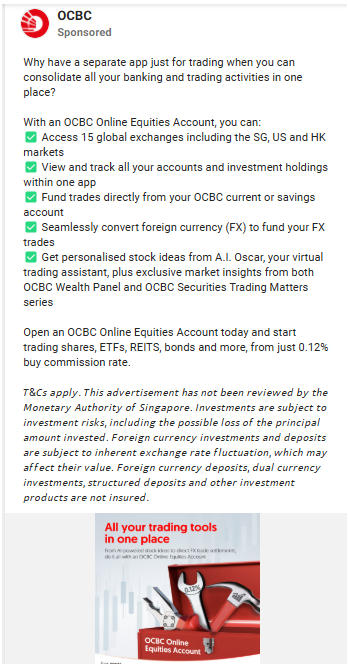 OCBC
Sponsored
Why have a separate app just for trading when you can
consolidate all your banking and trading activities in one
place?
With an OCBC Online Equities Account, you can:
✅ Access 15 global exchanges including the SG, US and HK
markets
✅ View and track all your accounts and investment holdings
within one app
✅ Fund trades directly from your OCBC current or savings
account
✅ Seamlessly convert foreign currency (FX) to fund your FX
trades
✅ Get personalised stock ideas from A.I. Oscar, your virtual
trading assistant, plus exclusive market insights from both
OCBC Wealth Panel and OCBC Securities Trading Matters
series
Open an OCBC Online Equities Account today and start
trading shares, ETFs, REITS, bonds and more, from just 0.12%
buy commission rate.
T&Cs apply. This advertisement has not been reviewed by the
Monetary Authority of Singapore. Investments are subject to
investment risks, including the possible loss of the principal
amount invested. Foreign currency investments and deposits
are subject to inherent exchange rate fluctuation, which may
affect their value. Foreign currency deposits, dual currency
investments, structured deposits and other investment
products are not insured.
All your trading tools
in one place
From AI-powered stock ideas to direct FX trade settlements,
do it all with an OCBC Online Equities Account
0.12%
OCBC Online
Equities Account